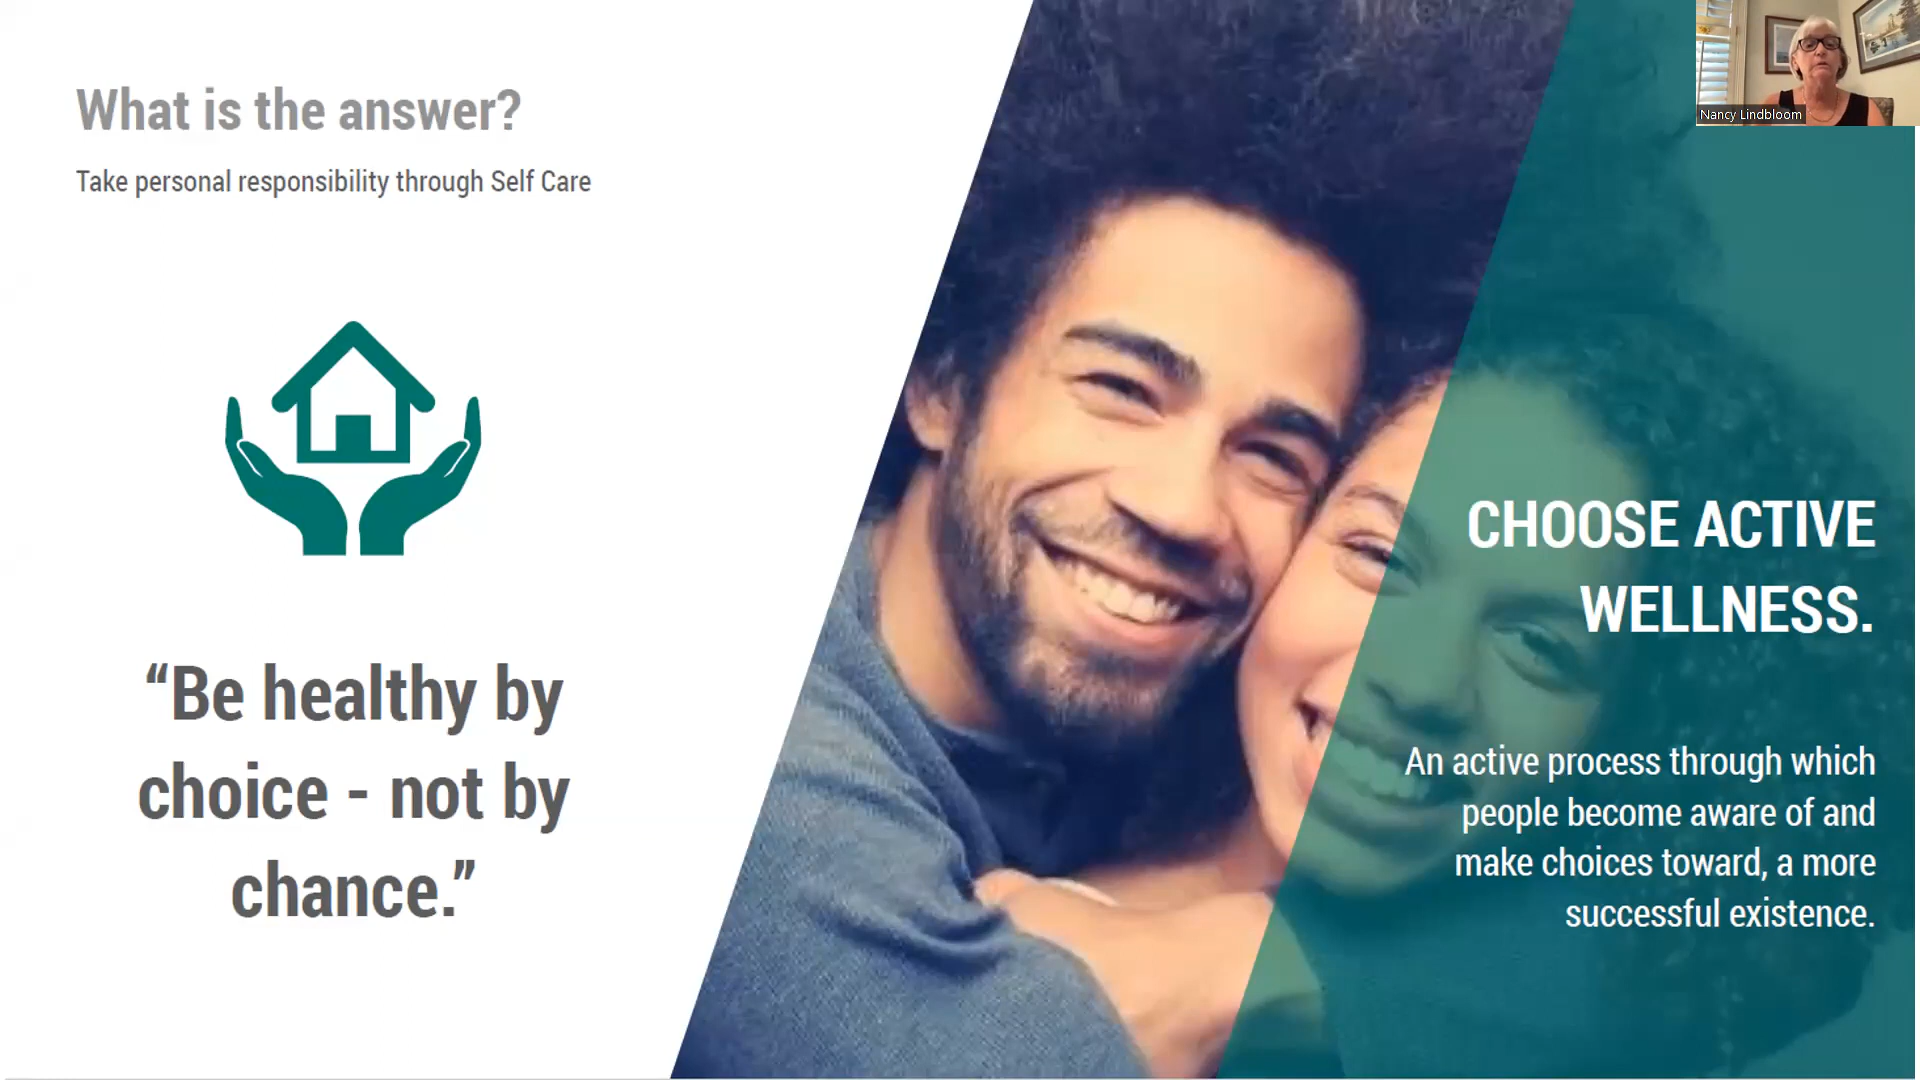 What is the answer?
Take personal responsibility through Self Care
“Be healthy by
choice - not by
chance.”
CHOOSE ACTIVE
WELLNESS.
An active process through which
people become aware of and
make choices toward, a more
successful existence.
Nancy Lindbloom